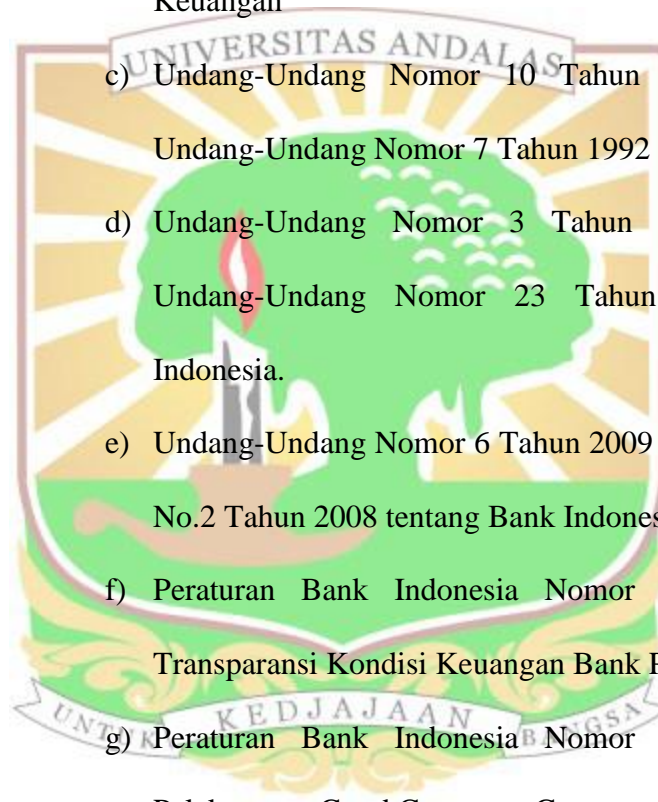 Keuangan
UNIVERSITAS ANDALAS
c) Undang-Undang Nomor 10 Tahun
Undang-Undang Nomor 7 Tahun 1992
d) Undang-Undang Nomor 3 Tahun
Undang-Undang Nomor 23 Tahun
Indonesia.
e) Undang-Undang Nomor 6 Tahun 2009
No.2 Tahun 2008 tentang Bank Indones
f) Peraturan Bank Indonesia Nomor
Transparansi Kondisi Keuangan Bank
UNTUK KEDJAJAAN BANGSA
g) Peraturan Bank Indonesia Nomor